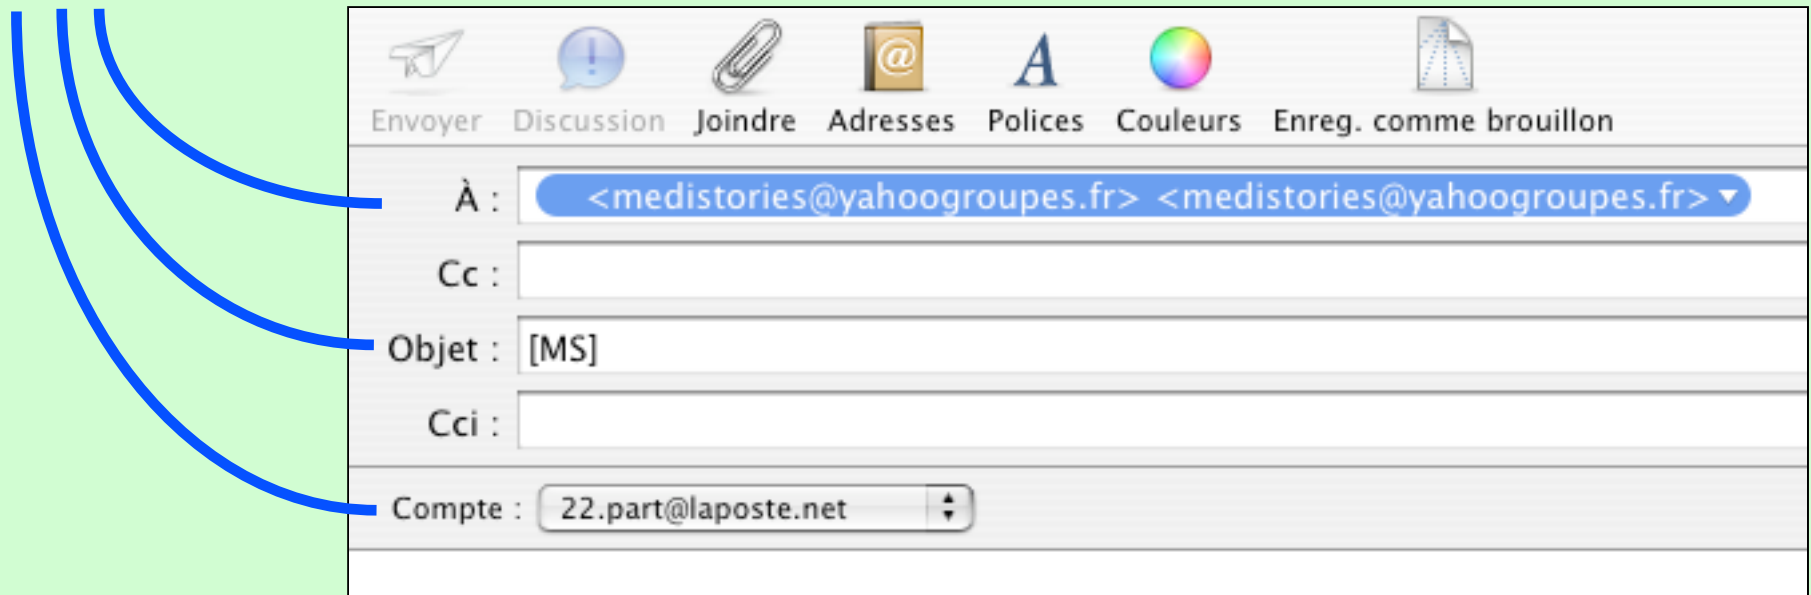 Envoyer Discussion Joindre Adresses Polices Couleurs Enreg. comme brouillon
À : <medistories@yahoogroupes.fr> <medistories@yahoogroupes.fr>
Cc :
Objet : [MS]
Cci :
Compte : 22.part@laposte.net